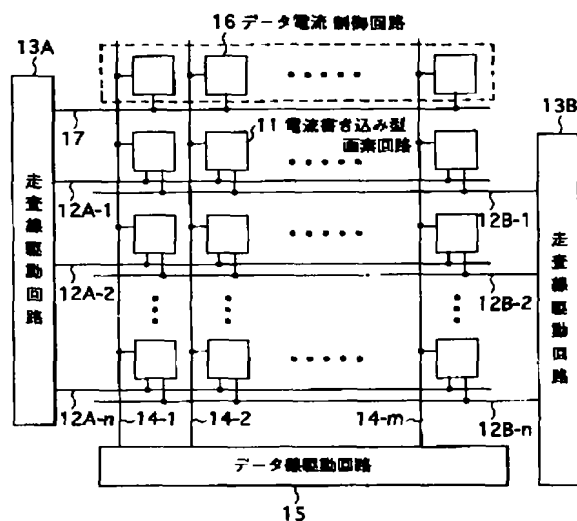 16 データ電流 制御回路
13A
13B
17
11 電流書き込み型
画素回路
走査線駆動回路
12A-1
12B-1
走査線駆動回路
12A-2
12B-2
12A-n
14-1
14-2
14-m
12B-n
データ線駆動回路
15